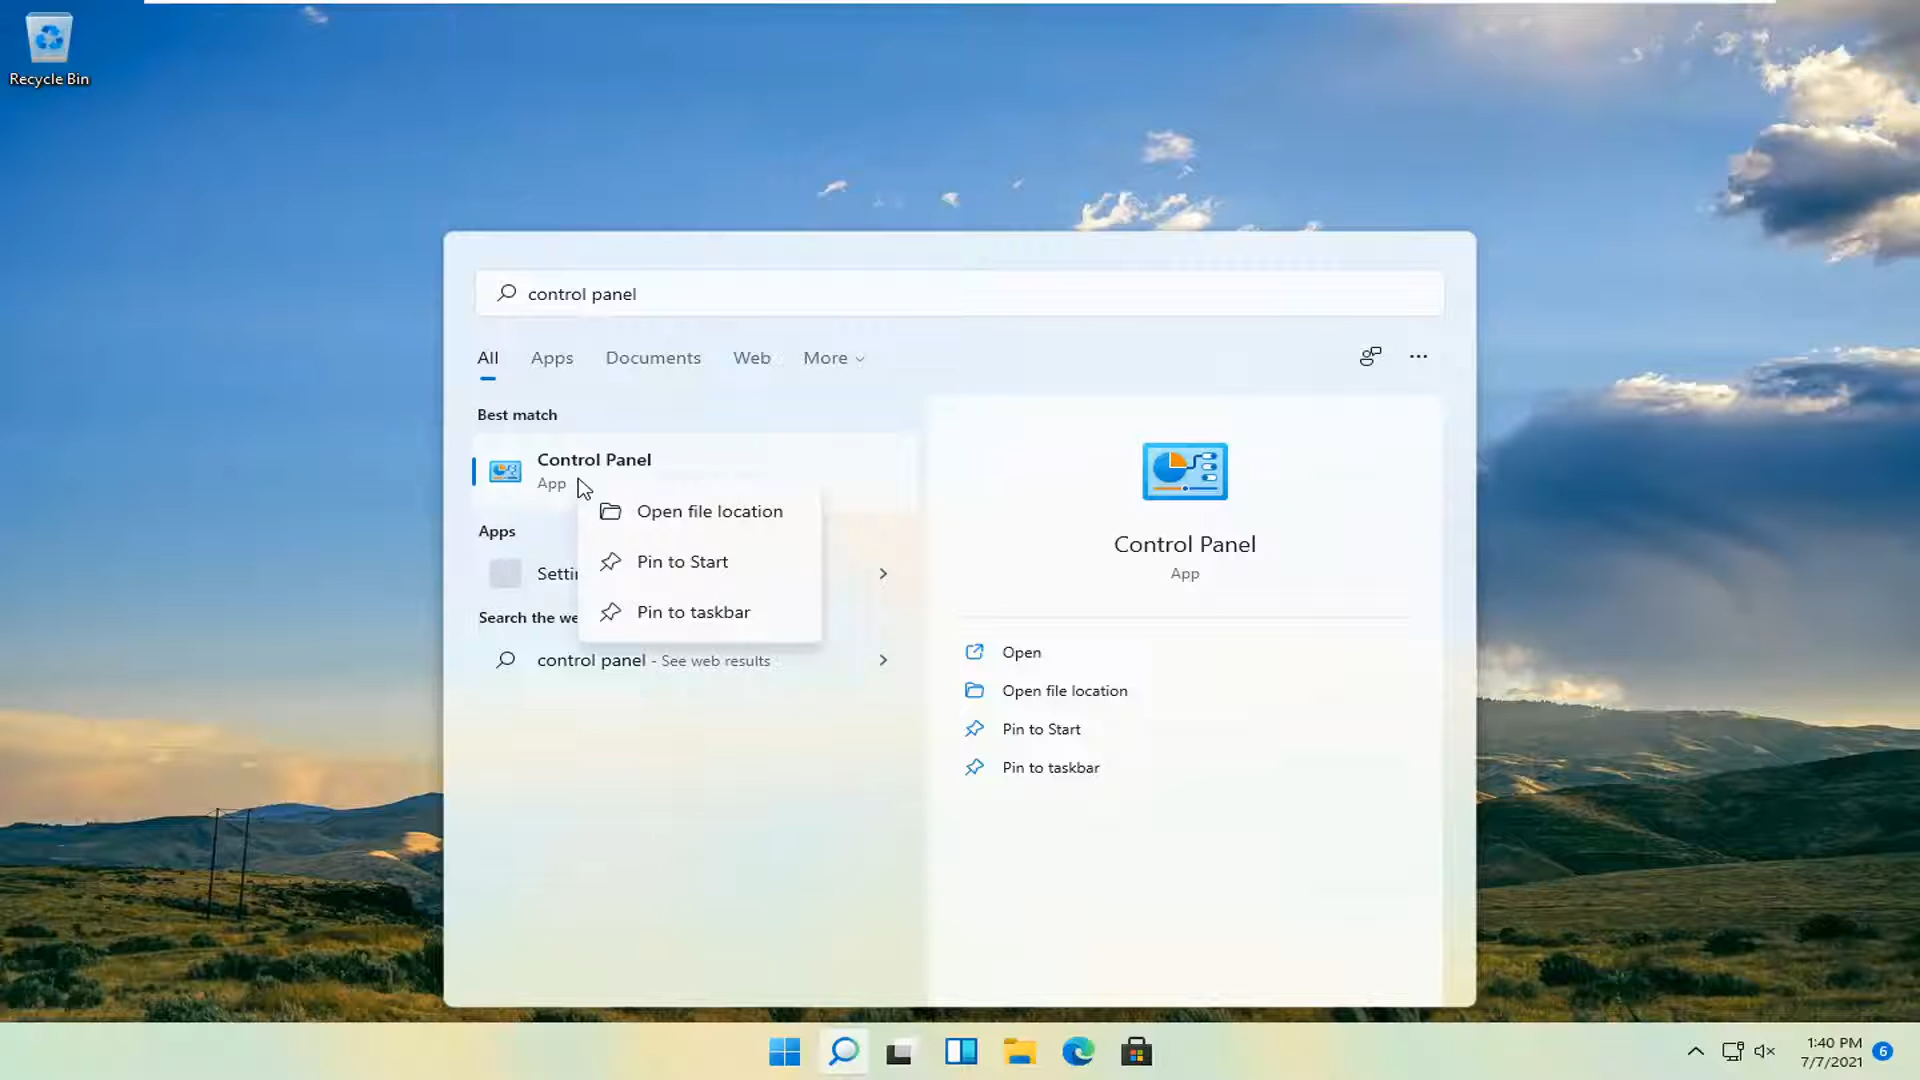 Recycle Bin
control panel
All Apps Documents Web More
Best match
Control Panel
App
Open file location
Pin to Start
Pin to taskbar
Apps
Setti
Search the we
control panel - See web results
Control Panel
App
Open
Open file location
Pin to Start
Pin to taskbar
1:40 PM
7/7/2021
6